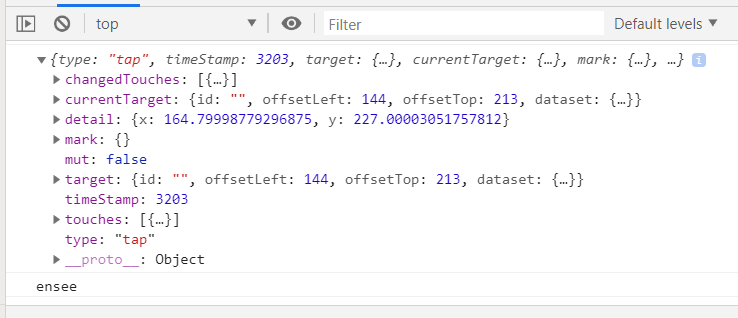 top Filter Default levels
{type: "tap", timeStamp: 3203, target: {…}, currentTarget: {…}, mark: {…}, …} i
changedTouches: [{…}]
currentTarget: {id: "", offsetLeft: 144, offsetTop: 213, dataset: {…}}
detail: {x: 164.79998779296875, y: 227.00003051757812}
mark: {}
mut: false
target: {id: "", offsetLeft: 144, offsetTop: 213, dataset: {…}}
timeStamp: 3203
touches: [{…}]
type: "tap"
__proto__: Object
ensee